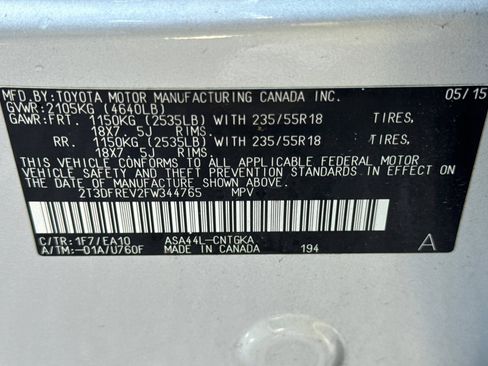 MFD.BY:TOYOTA MOTOR MANUFACTURING CANADA INC. 05/15
GVWR:2105KG (4640LB)
GAWR:FRT. 1150KG (2535LB) WITH 235/55R18 TIRES,
18X7. 5J RIMS.
RR. 1150KG (2535LB) WITH 235/55R18 TIRES,
18X7. 5J RIMS.
THIS VEHICLE CONFORMS TO ALL APPLICABLE FEDERAL MOTOR
VEHICLE SAFETY AND THEFT PREVENTION STANDARDS IN EFFECT
ON THE DATE OF MANUFACTURE SHOWN ABOVE.
2T3DFREV2FW344765 MPV
C/TR:1F7/EA10 ASA44L-CNTGKA A
A/TM:-01A/U760F MADE IN CANADA 194